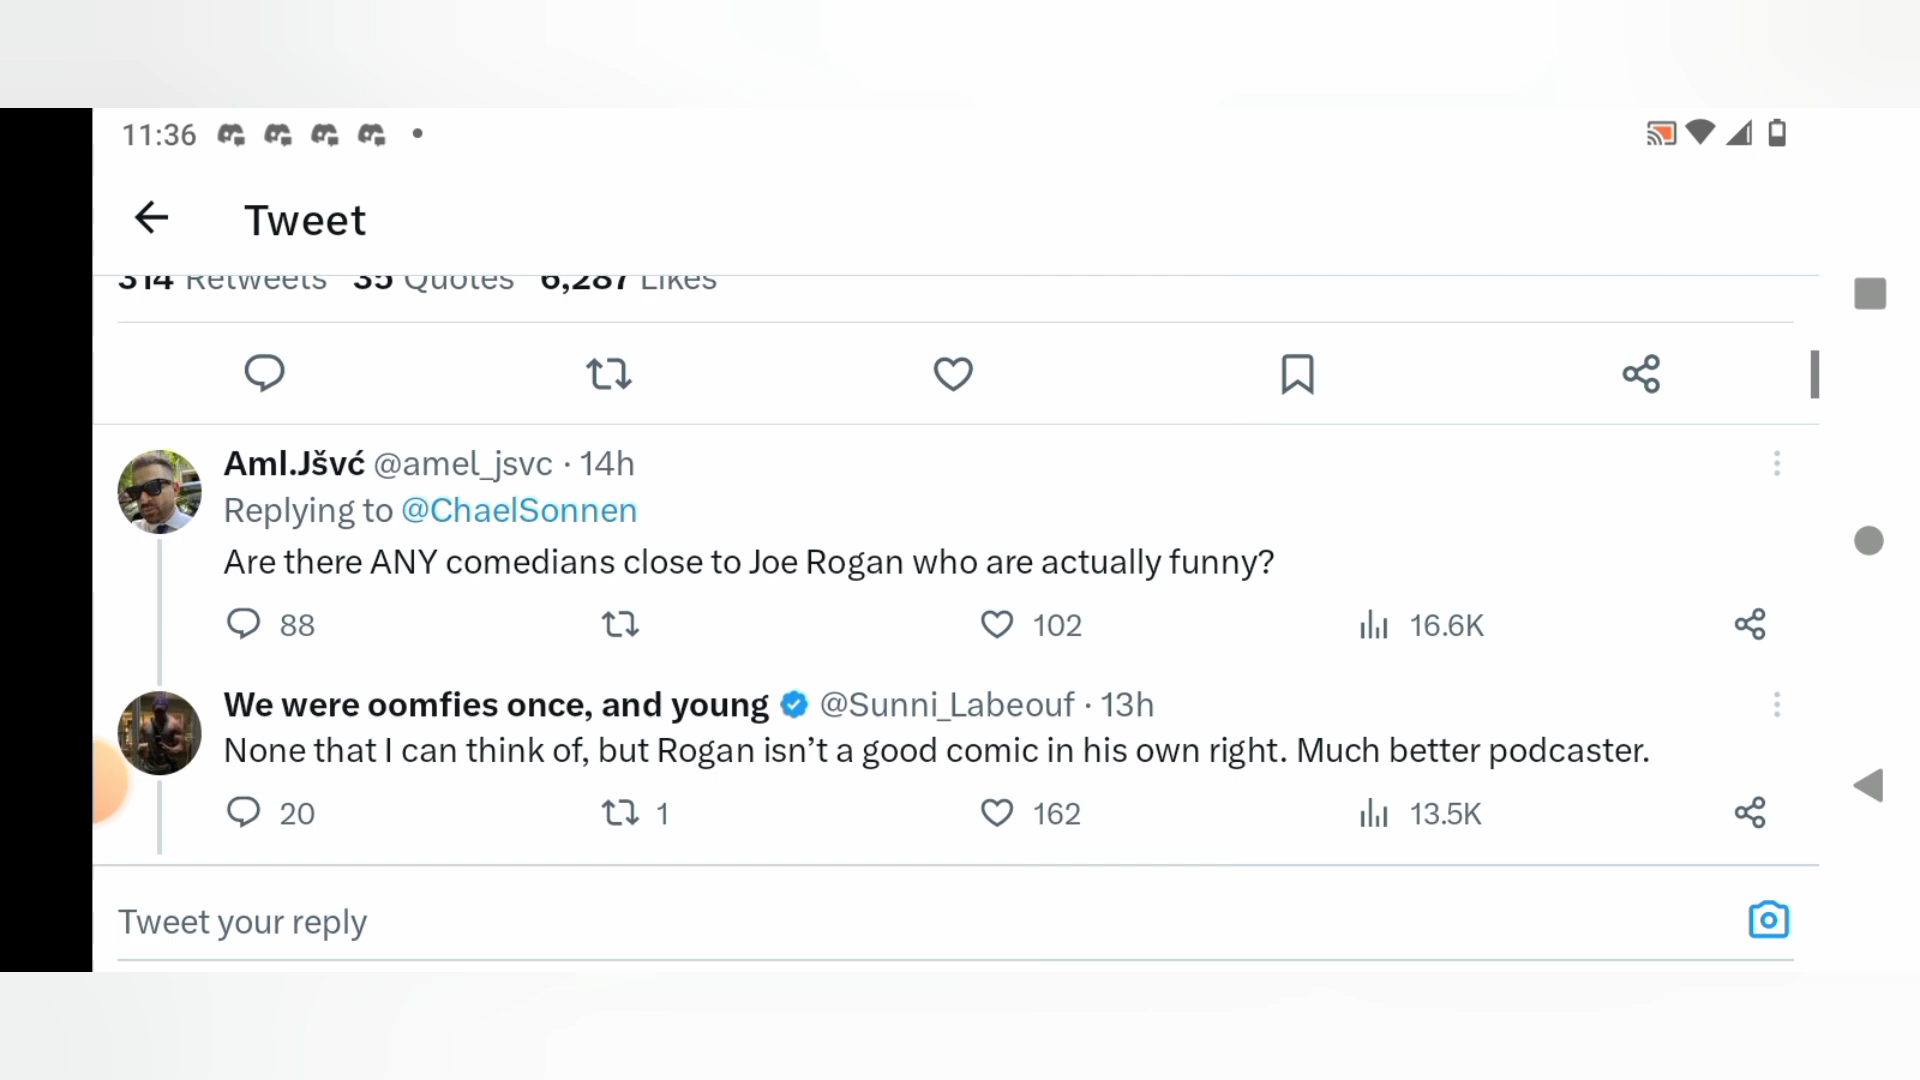 11:36
Tweet
314 Retweets 35 Quotes 6,287 Likes
Aml.Jšvć @amel_jsvc · 14h
Replying to @ChaelSonnen
Are there ANY comedians close to Joe Rogan who are actually funny?
88 102 16.6K
We were oomfies once, and young @Sunni_Labeouf · 13h
None that I can think of, but Rogan isn’t a good comic in his own right. Much better podcaster.
20 1 162 13.5K
Tweet your reply